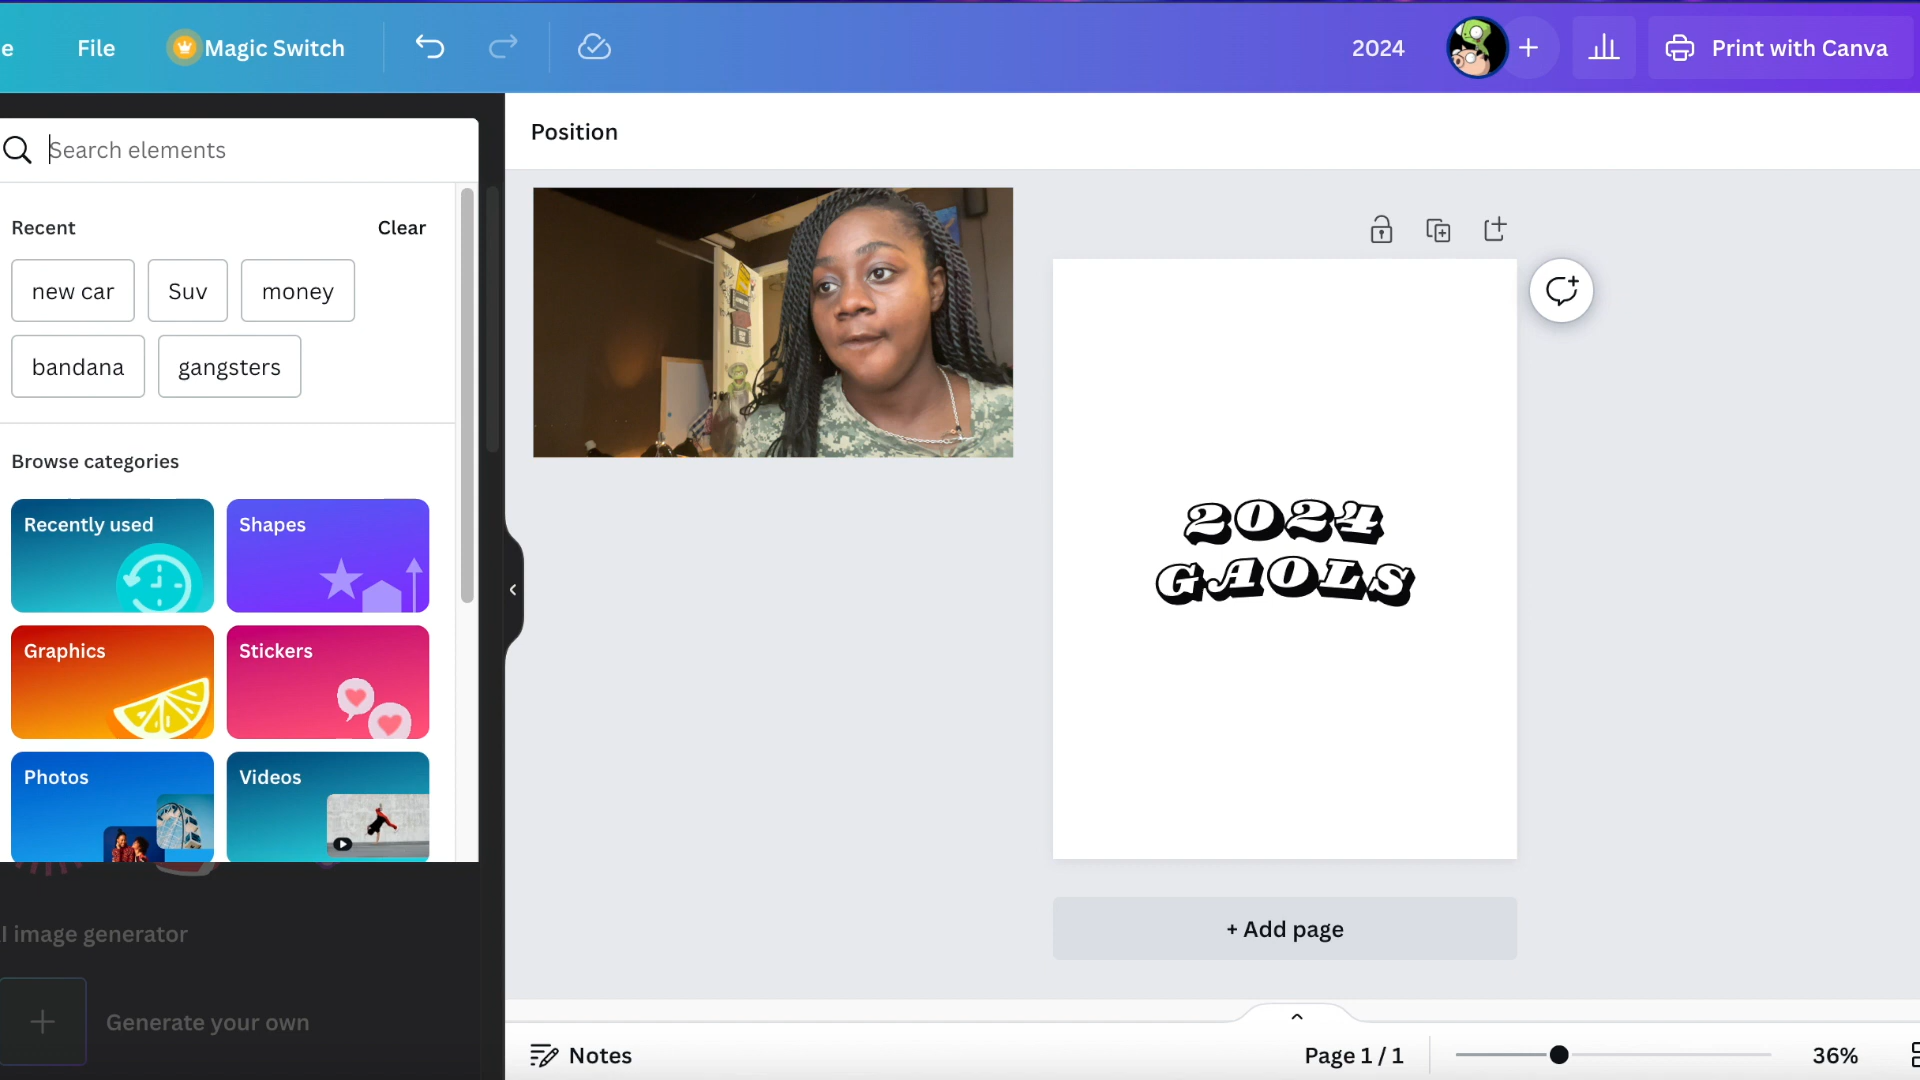 e
File
Magic Switch
2024
+
Print with Canva
Search elements
Position
Recent
Clear
new car
Suv
money
bandana
gangsters
Browse categories
Recently used
Shapes
Graphics
Stickers
Photos
Videos
I image generator
Generate your own
2024
GAOLS
+ Add page
Notes
Page 1 / 1
36%